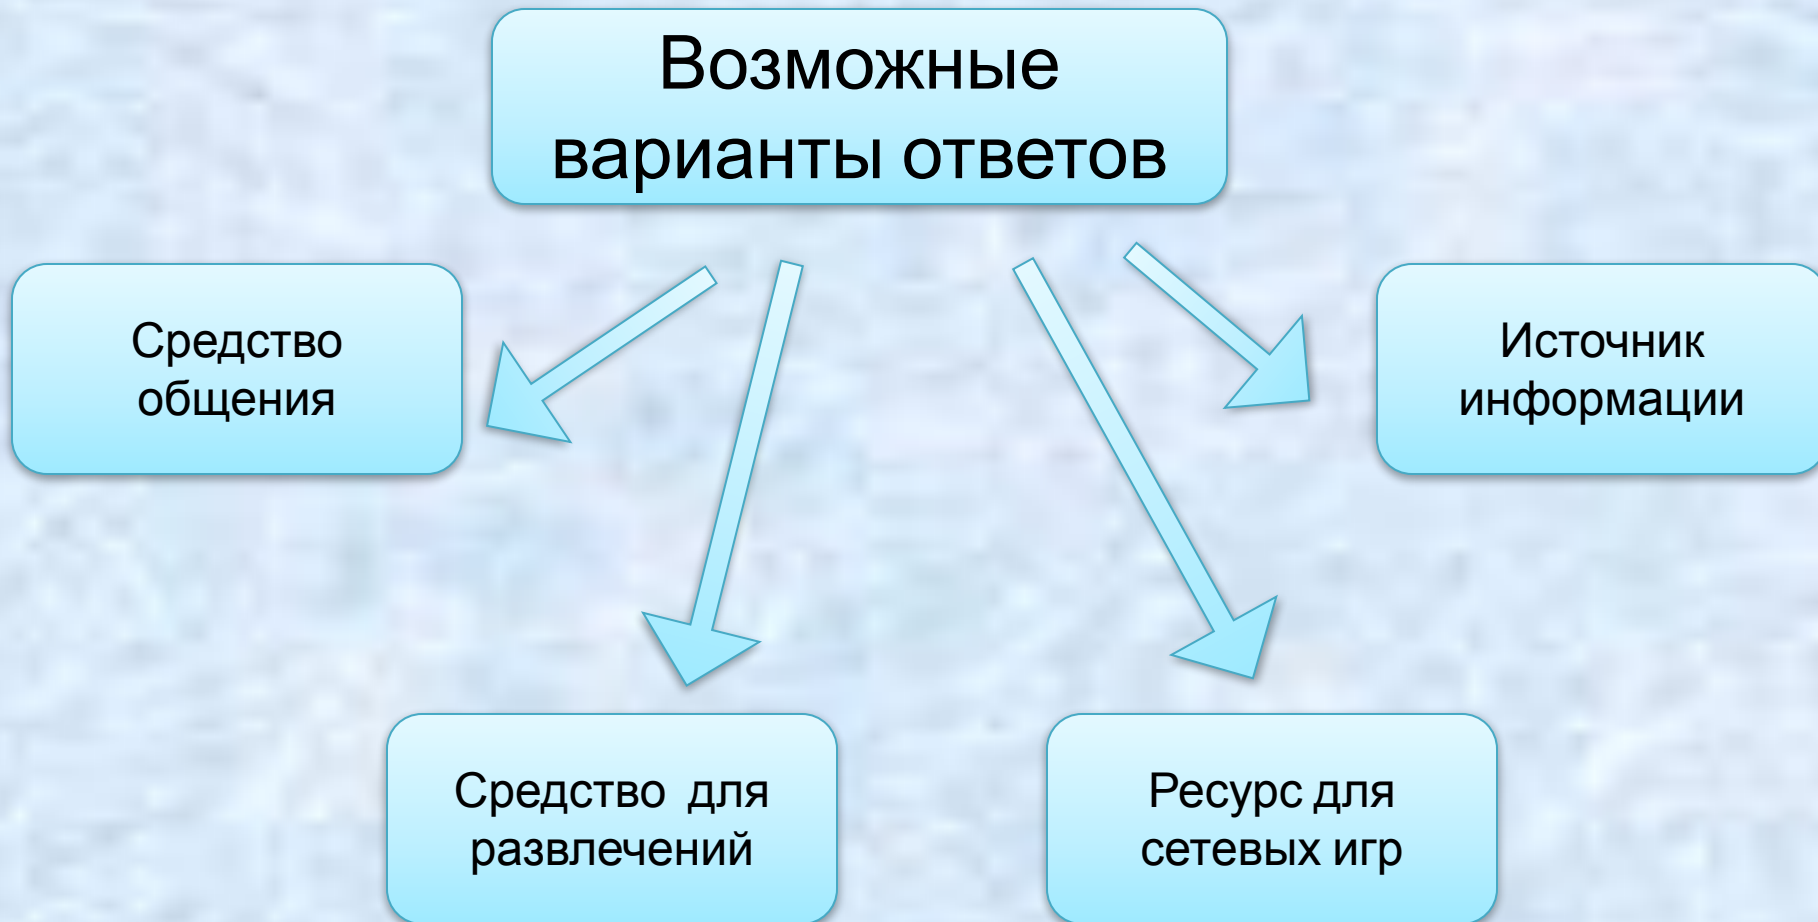 Возможные
варианты ответов
Средство
общения
Источник
информации
Средство  для
развлечений
Ресурс для
сетевых игр